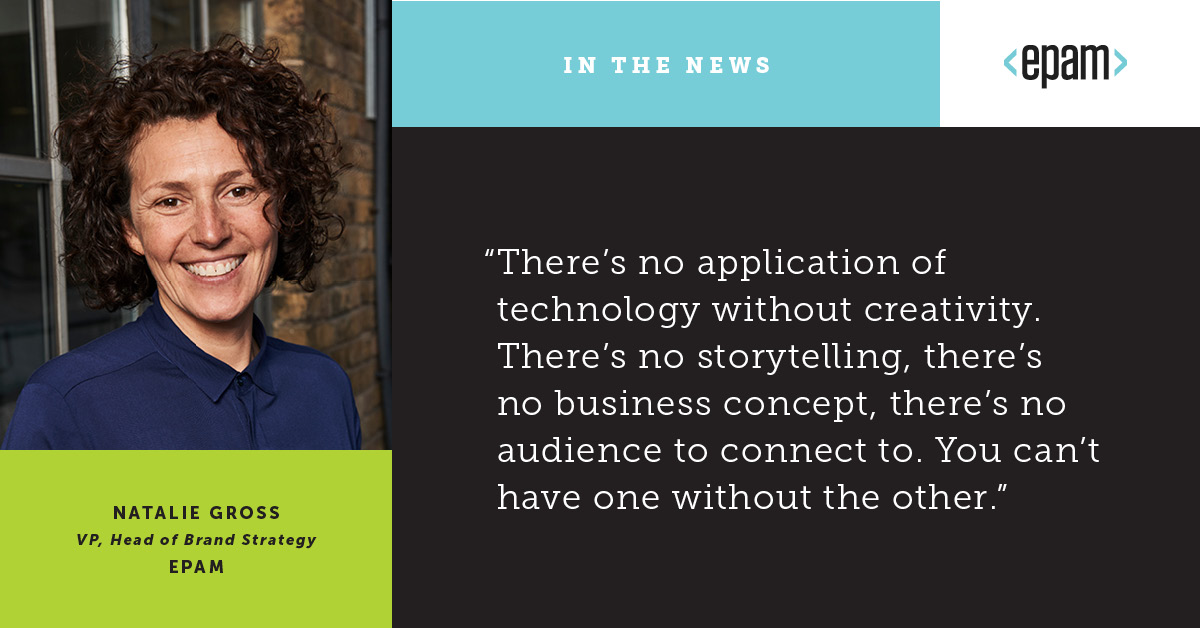 IN THE NEWS
<epam>
“There’s no application of
technology without creativity.
There’s no storytelling, there’s
no business concept, there’s no
audience to connect to. You can’t
have one without the other.”
NATALIE GROSS
VP, Head of Brand Strategy
EPAM